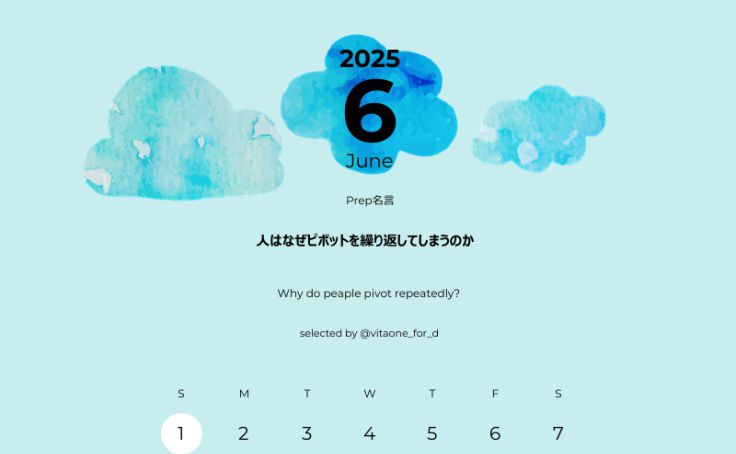 2025
6
June
Prep名言
人はなぜピボットを繰り返してしまうのか
Why do peaple pivot repeatedly?
selected by @vitaone_for_d
S M T W T F S
1 2 3 4 5 6 7